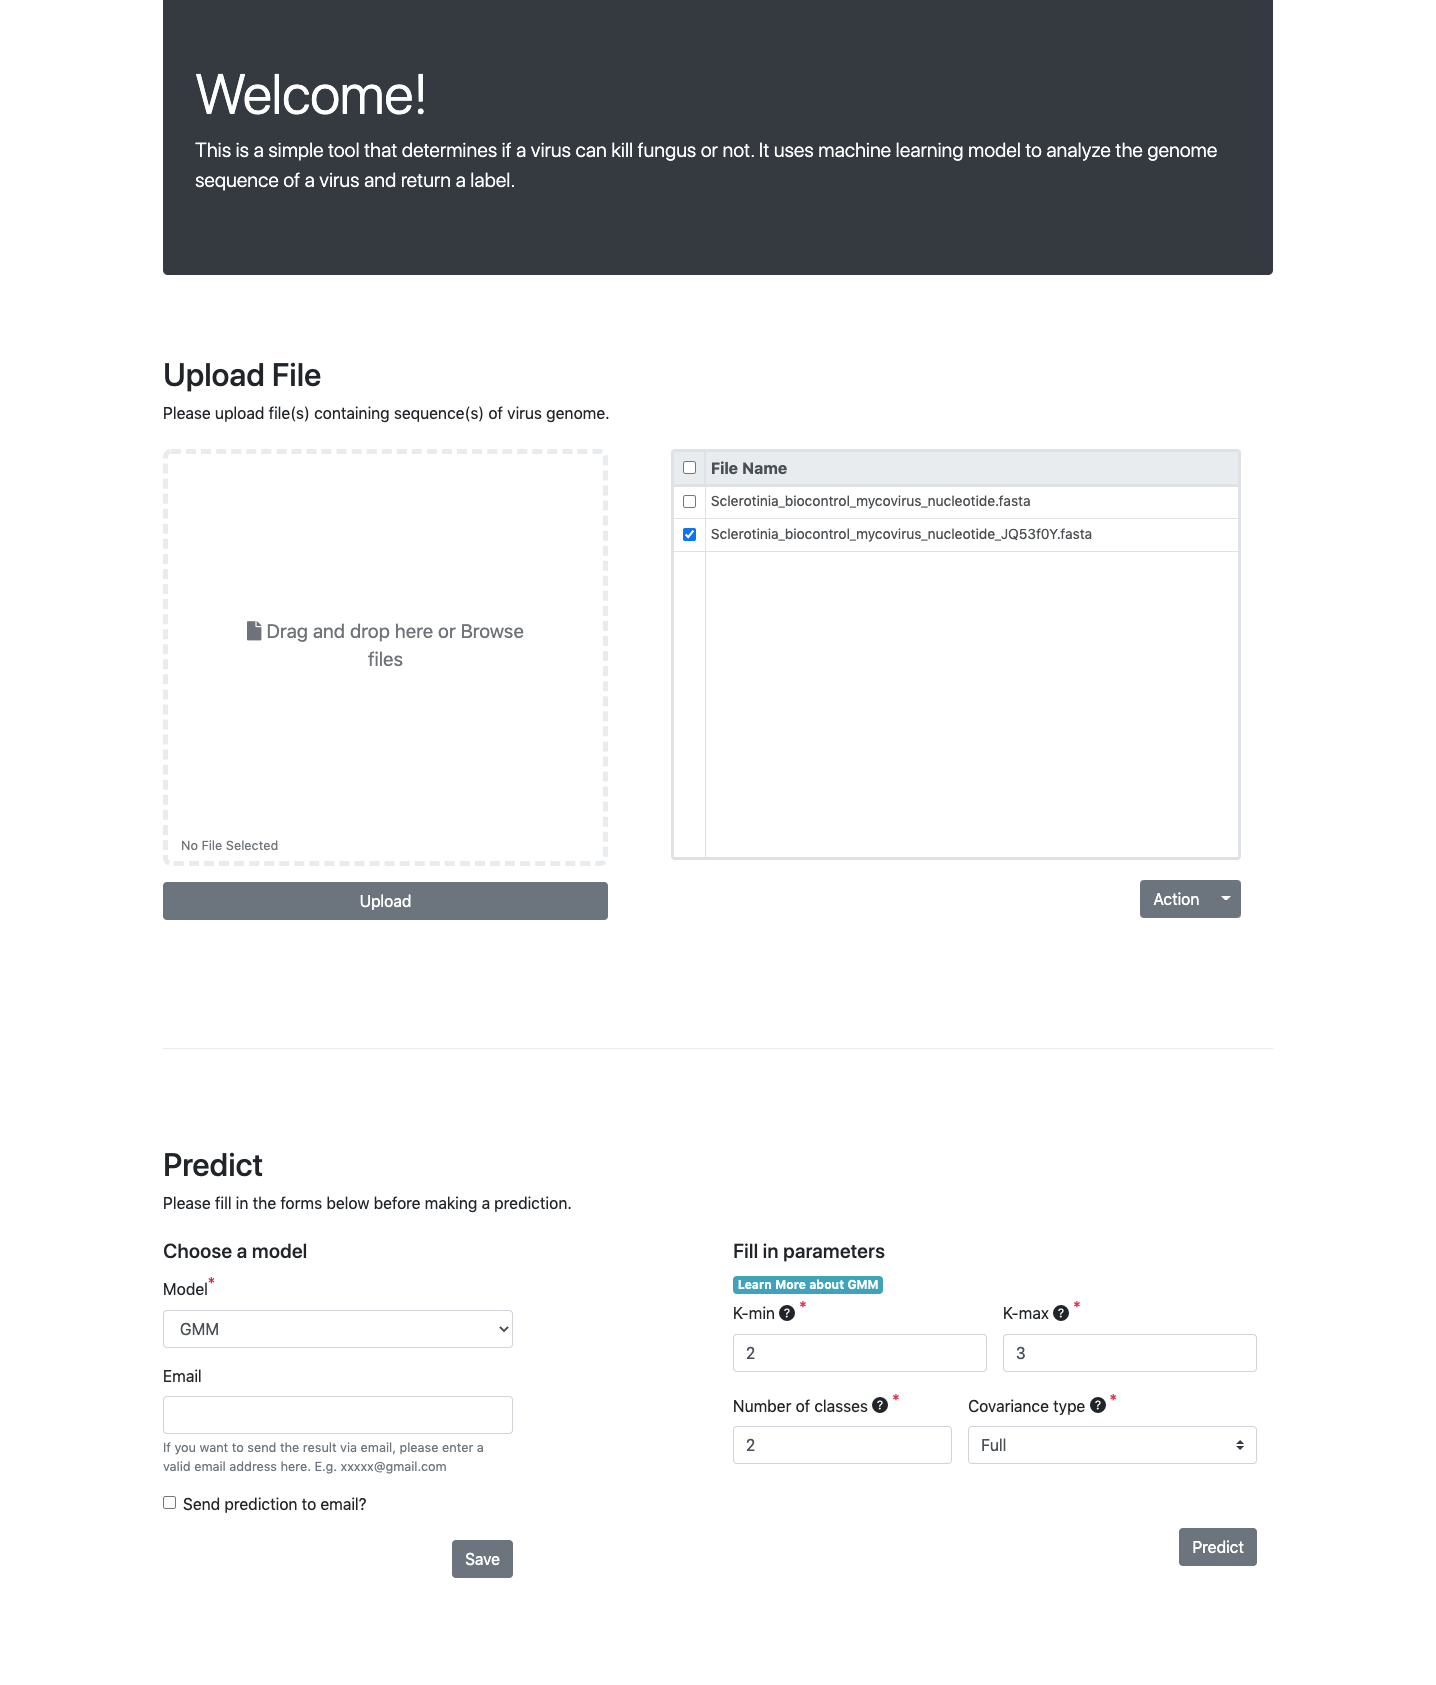 Welcome!
This is a simple tool that determines if a virus can kill fungus or not. It uses machine learning model to analyze the genome
sequence of a virus and return a label.
Upload File
Please upload file(s) containing sequence(s) of virus genome.
Drag and drop here or Browse
files
No File Selected
Upload
File Name
Sclerotinia_biocontrol_mycovirus_nucleotide.fasta
Sclerotinia_biocontrol_mycovirus_nucleotide_JQ53f0Y.fasta
Action
Predict
Please fill in the forms below before making a prediction.
Choose a model
Model*
GMM
Email
If you want to send the result via email, please enter a
valid email address here. E.g. xxxxx@gmail.com
Send prediction to email?
Save
Fill in parameters
Learn More about GMM
K-min ? *
K-max ? *
2
3
Number of classes ? *
Covariance type ? *
2
Full
Predict